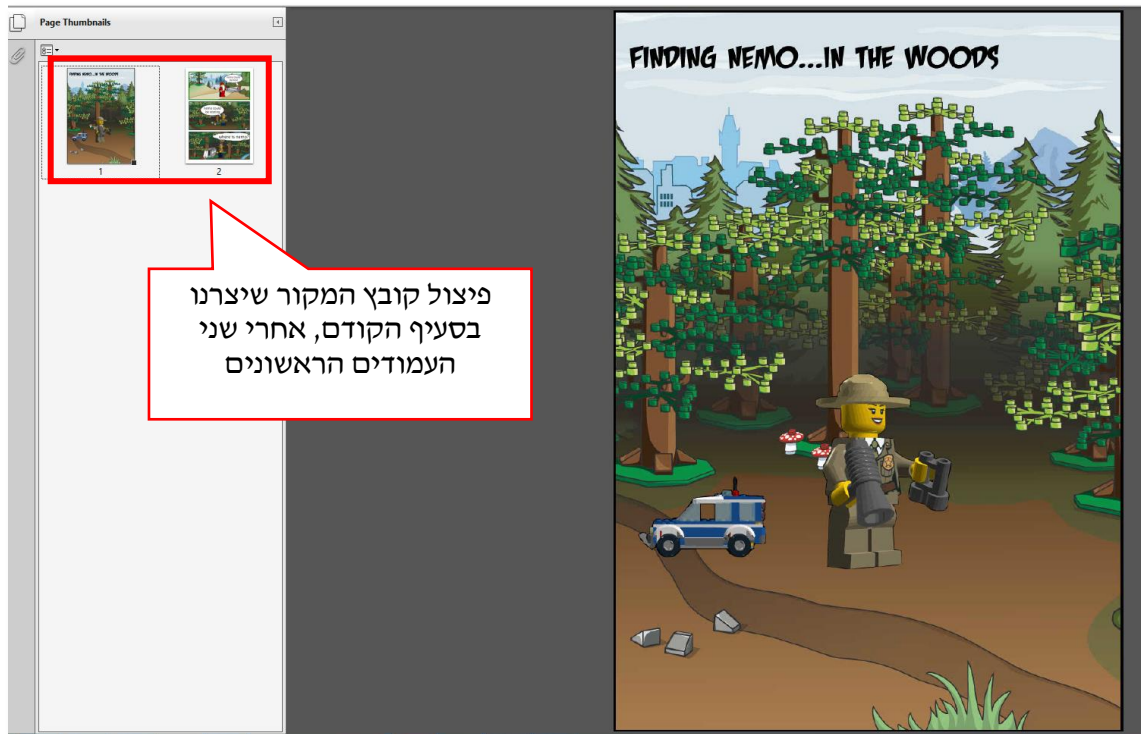 Page Thumbnails
1
2
פיצול קובץ המקור שיצרנו
בסעיף הקודם, אחרי שני
העמודים הראשונים
FINDING NEMO...IN THE WOODS